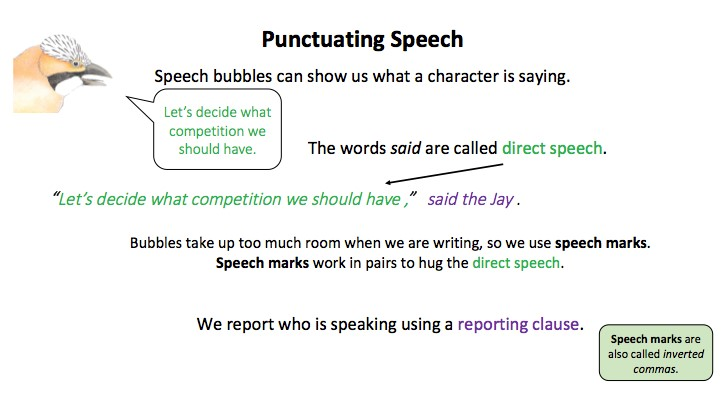 Punctuating Speech
Speech bubbles can show us what a character is saying.
Let’s decide what
competition we
should have.
The words said are called direct speech.
“Let’s decide what competition we should have ,”  said the Jay .
Bubbles take up too much room when we are writing, so we use speech marks.
Speech marks work in pairs to hug the direct speech.
We report who is speaking using a reporting clause.
Speech marks are
also called inverted
commas.